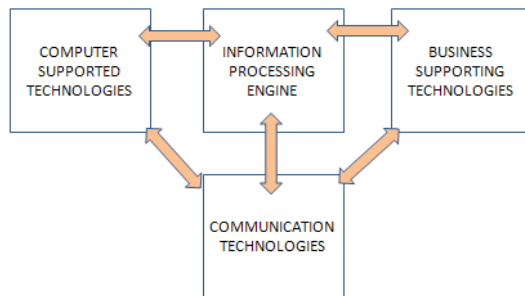 COMPUTER
SUPPORTED
TECHNOLOGIES
INFORMATION
PROCESSING
ENGINE
BUSINESS
SUPPORTING
TECHNOLOGIES
COMMUNICATION
TECHNOLOGIES